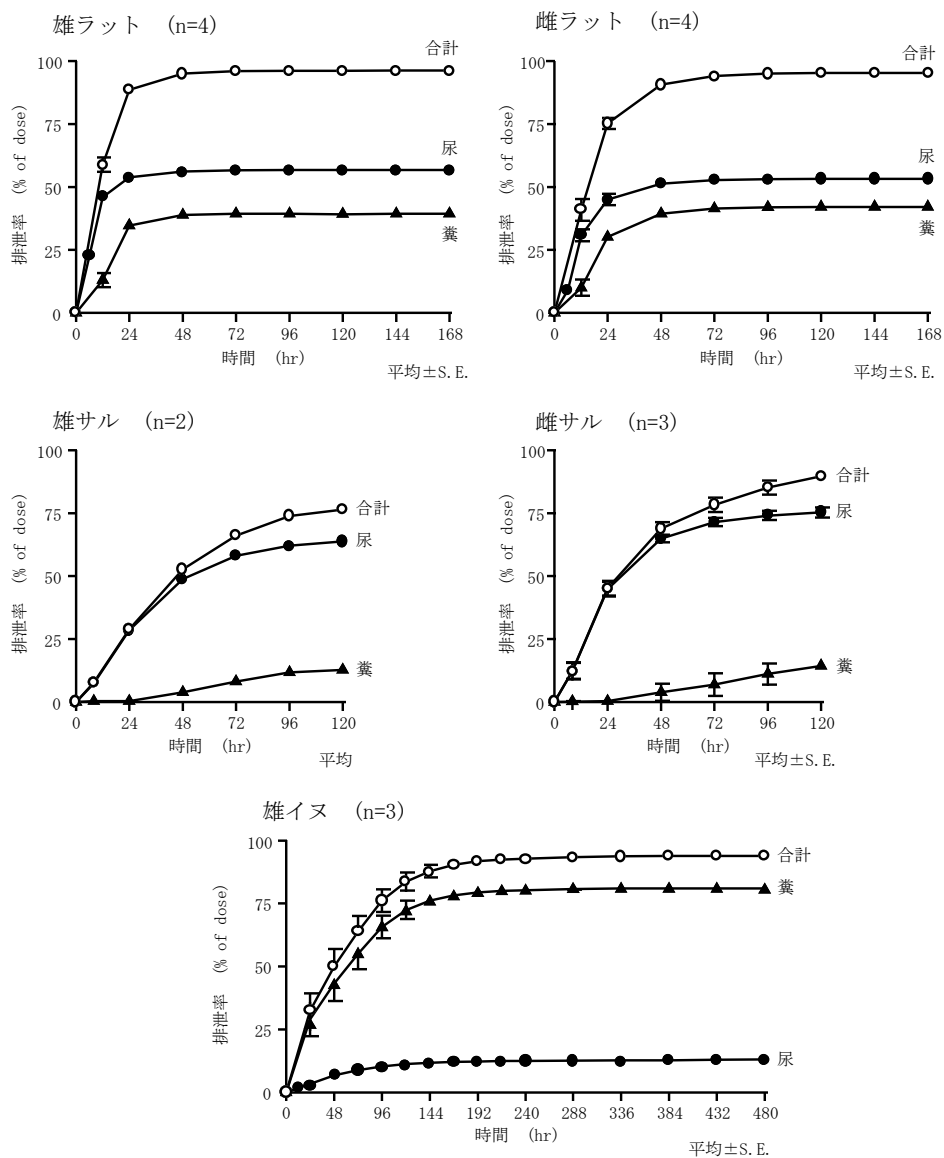 雄ラット (n=4)
合計
尿
糞
排泄率 (% of dose)
100
75
50
25
0
0 24 48 72 96 120 144 168
時間 (hr)
平均±S.E.
雌ラット (n=4)
合計
尿
糞
排泄率 (% of dose)
100
75
50
25
0
0 24 48 72 96 120 144 168
時間 (hr)
平均±S.E.
雄サル (n=2)
合計
尿
糞
排泄率 (% of dose)
100
75
50
25
0
0 24 48 72 96 120
時間 (hr)
平均
雌サル (n=3)
合計
尿
糞
排泄率 (% of dose)
100
75
50
25
0
0 24 48 72 96 120
時間 (hr)
平均±S.E.
雄イヌ (n=3)
合計
糞
尿
排泄率 (% of dose)
100
75
50
25
0
0 48 96 144 192 240 288 336 384 432 480
時間 (hr)
平均±S.E.